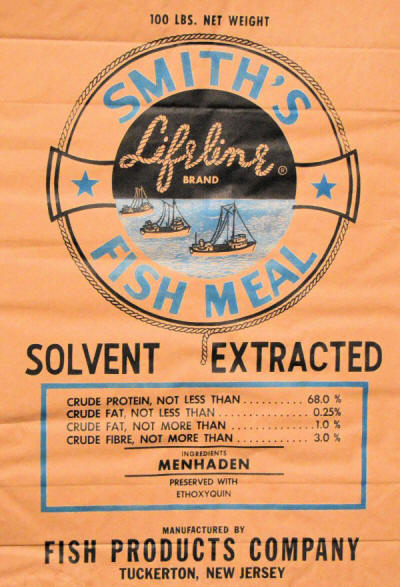 100 LBS. NET WEIGHT
SMITH'S
Lifeline ®
BRAND
FISH MEAL
SOLVENT EXTRACTED
CRUDE PROTEIN, NOT LESS THAN .......... 68.0 %
CRUDE FAT, NOT LESS THAN .............. 0.25%
CRUDE FAT, NOT MORE THAN .............. 1.0 %
CRUDE FIBRE, NOT MORE THAN ............ 3.0 %
INGREDIENTS
MENHADEN
PRESERVED WITH
ETHOXYQUIN
MANUFACTURED BY
FISH PRODUCTS COMPANY
TUCKERTON, NEW JERSEY